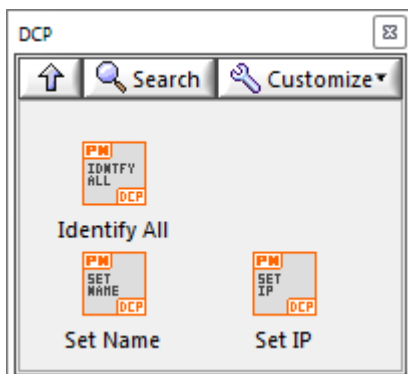 DCP
Search
Customize
PN
IDNTFY
ALL
DCP
Identify All
PN
SET
NAME
DCP
Set Name
PN
SET
IP
DCP
Set IP